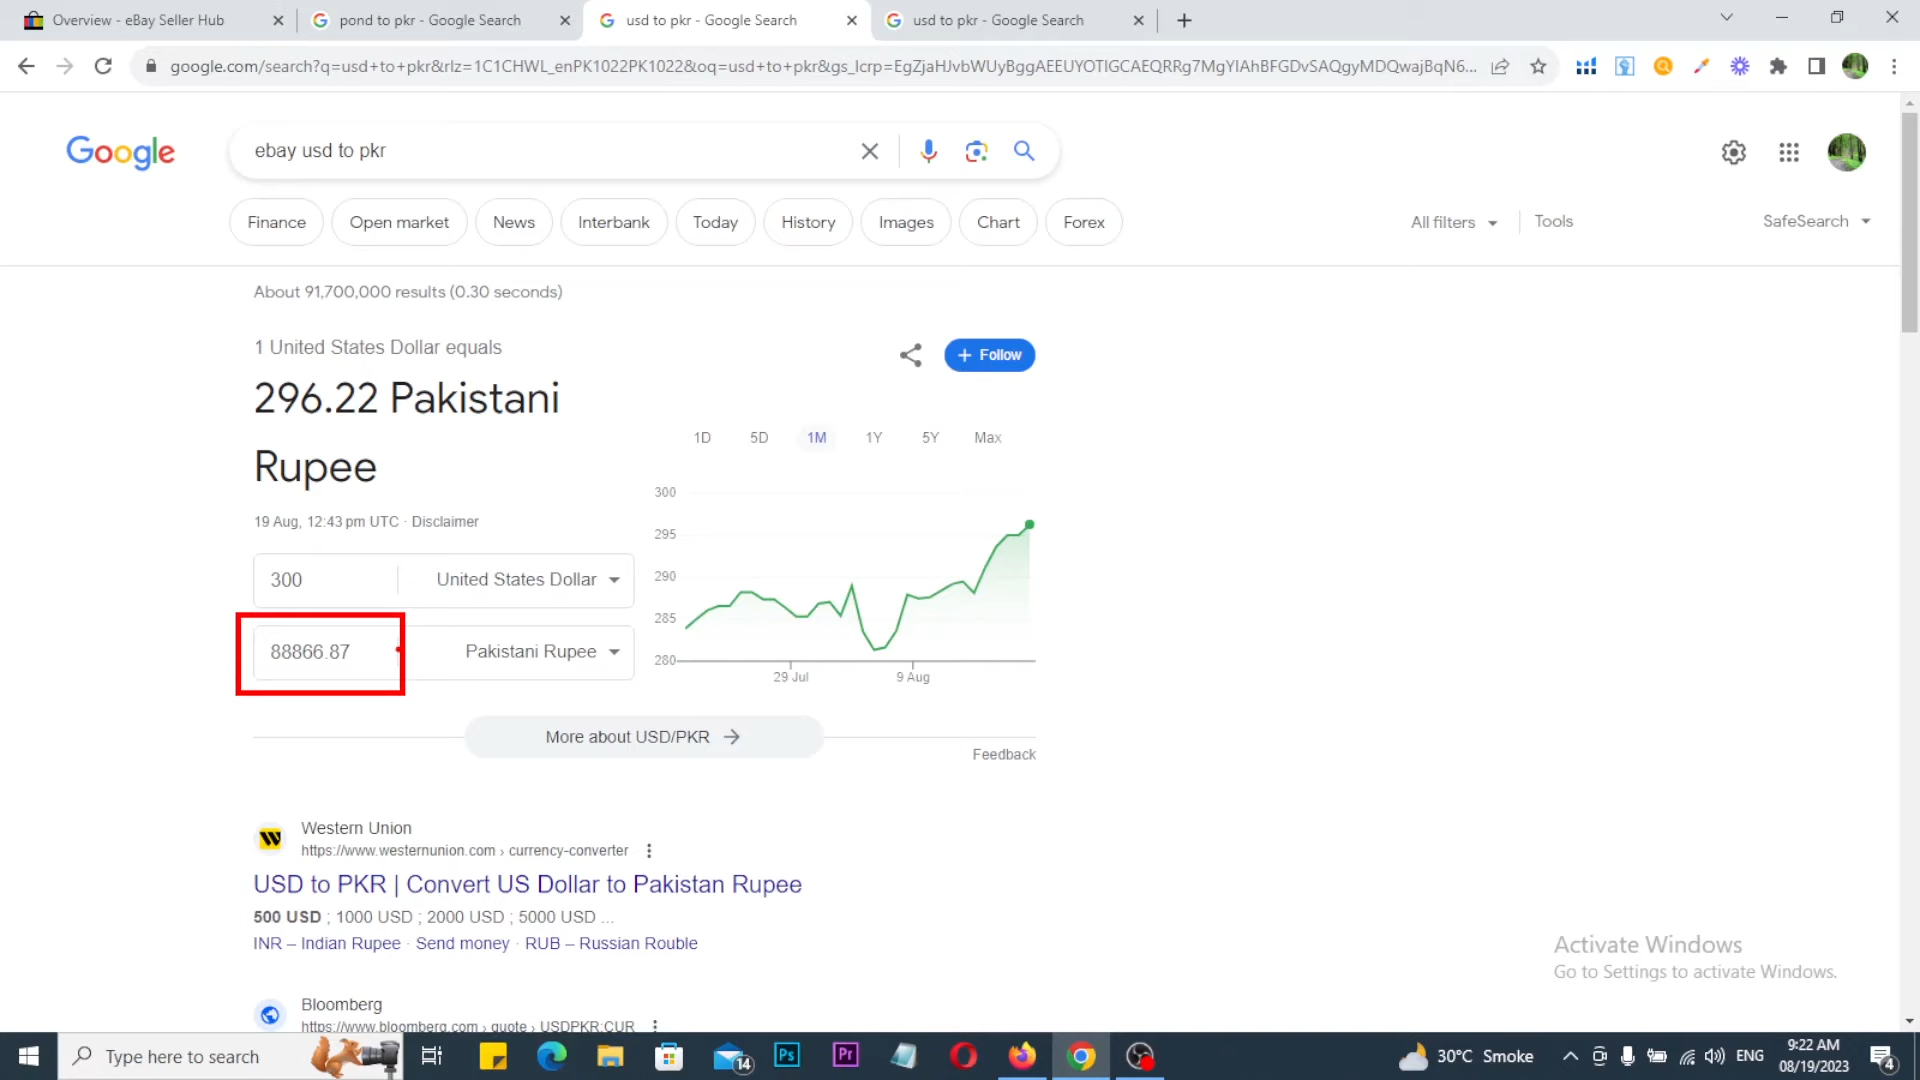 Overview - eBay Seller Hub
pond to pkr - Google Search
usd to pkr - Google Search
usd to pkr - Google Search
google.com/search?q=usd+to+pkr&rlz=1C1CHWL_enPK1022PK1022&oq=usd+to+pkr&gs_lcrp=EgZjaHJvbWUyBggAEEUYOTIGCAEQRRg7MgYIAhBFGDvSAQgyMDQwajBqN6...
Google
ebay usd to pkr
Finance
Open market
News
Interbank
Today
History
Images
Chart
Forex
All filters
Tools
SafeSearch
About 91,700,000 results (0.30 seconds)
1 United States Dollar equals
Follow
296.22 Pakistani
Rupee
1D 5D 1M 1Y 5Y Max
19 Aug, 12:43 pm UTC · Disclaimer
300
United States Dollar
88866.87
Pakistani Rupee
300
295
290
285
280
29 Jul
9 Aug
More about USD/PKR
Feedback
Western Union
https://www.westernunion.com › currency-converter
USD to PKR | Convert US Dollar to Pakistan Rupee
500 USD ; 1000 USD ; 2000 USD ; 5000 USD ...
INR – Indian Rupee · Send money · RUB – Russian Rouble
Activate Windows
Go to Settings to activate Windows.
Bloomberg
https://www.bloomberg.com › quote › USDPKR:CUR
Type here to search
14
Ps
Pr
30°C Smoke
ENG
9:22 AM
08/19/2023
4